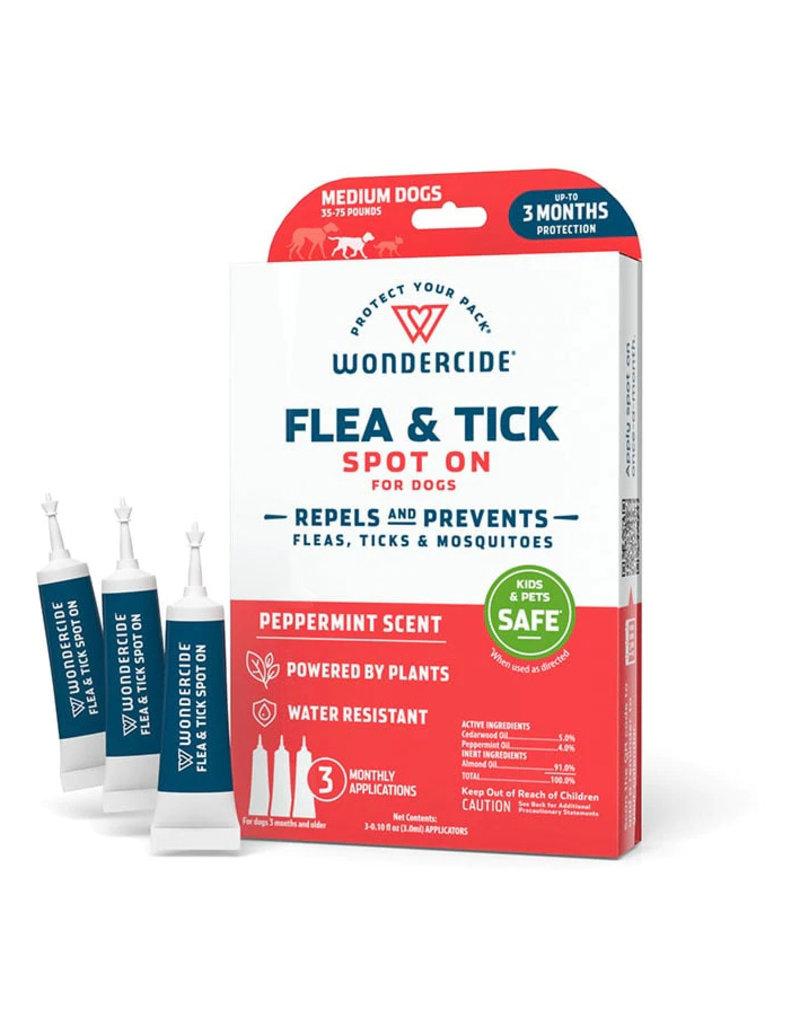 MEDIUM DOGS
35-75 POUNDS
UP-TO
3 MONTHS
PROTECTION
PROTECT YOUR PACK®
WONDERCIDE®
FLEA & TICK
SPOT ON
FOR DOGS
REPELS AND PREVENTS
FLEAS, TICKS & MOSQUITOES
KIDS
& PETS
SAFE*
*When used as directed
PEPPERMINT SCENT
POWERED BY PLANTS
WATER RESISTANT
3
MONTHLY
APPLICATIONS
For dogs 3 months and older
ACTIVE INGREDIENTS
Cedarwood Oil 5.0%
Peppermint Oil 4.0%
INERT INGREDIENTS
Almond Oil 91.0%
TOTAL 100.0%
Keep Out of Reach of Children
CAUTION See Back for Additional
Precautionary Statements
Net Contents:
3-0.10 fl oz (3.0ml) APPLICATORS
Apply spot on
once-a-month.
WONDERCIDE
FLEA & TICK SPOT ON
WONDERCIDE
FLEA & TICK SPOT ON
WONDERCIDE
FLEA & TICK SPOT ON